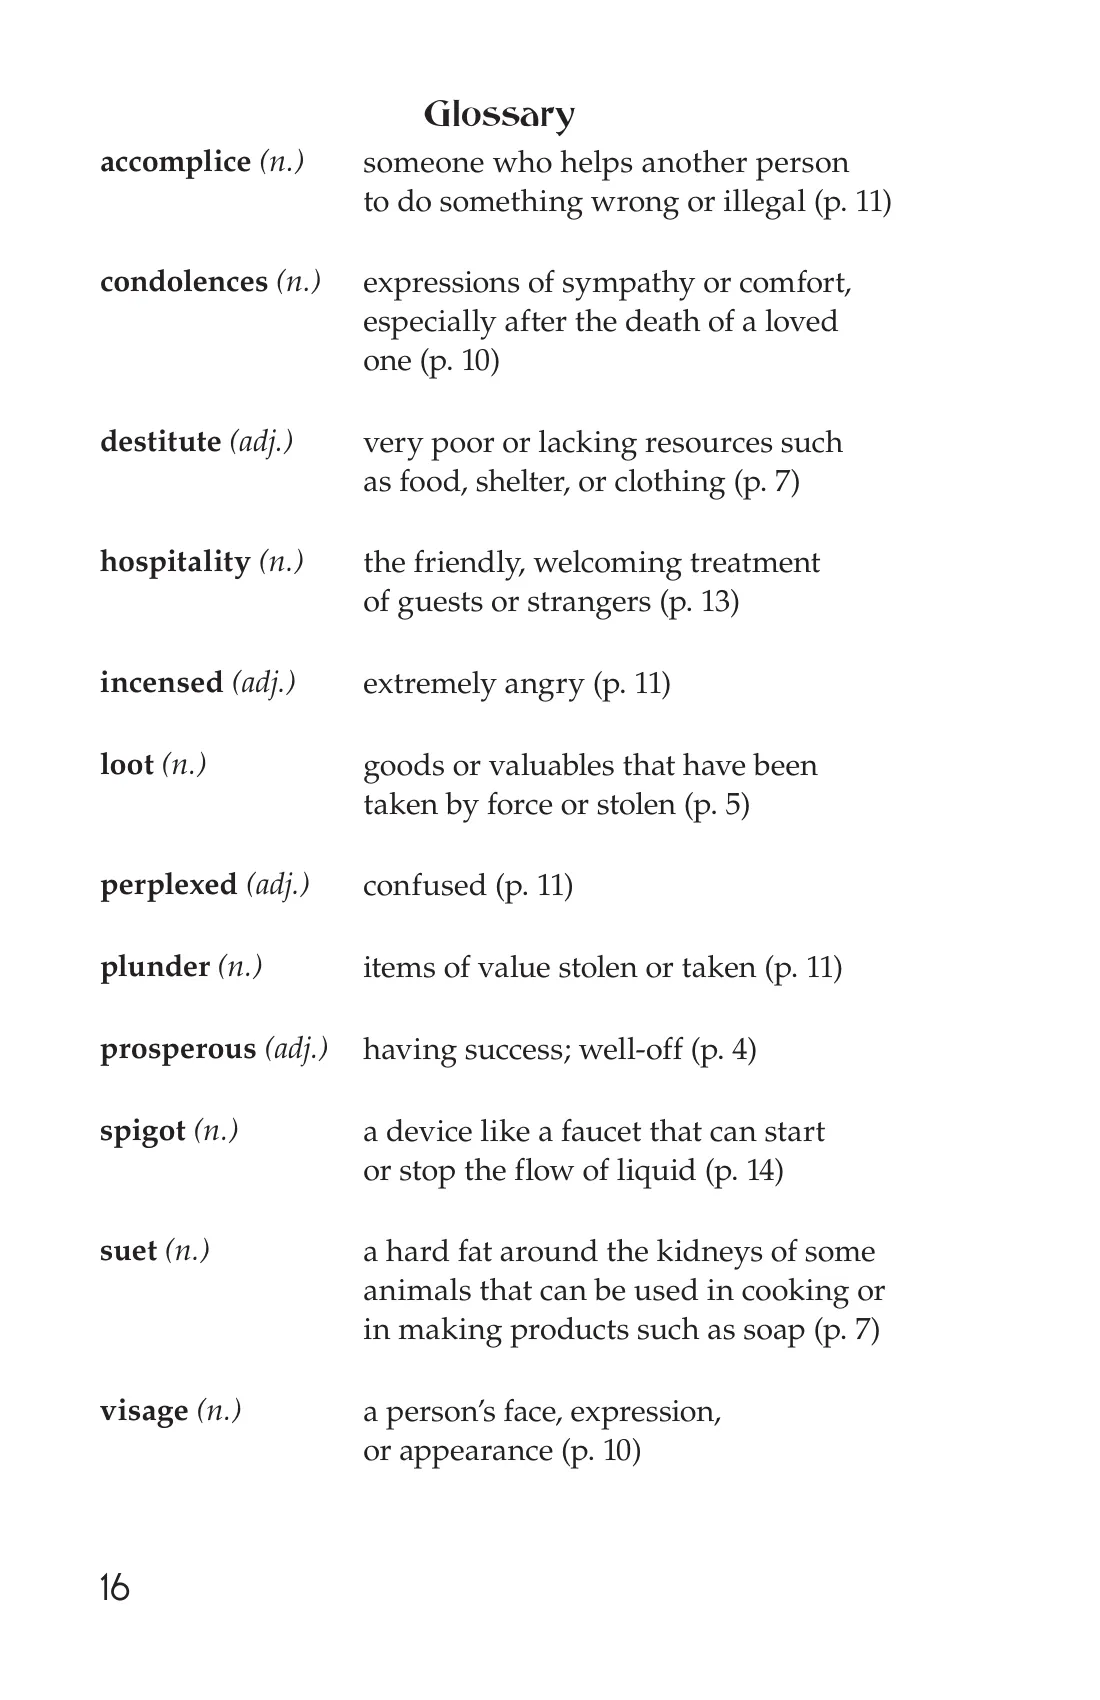 Glossary
accomplice (n.) someone who helps another person
to do something wrong or illegal (p. 11)
condolences (n.) expressions of sympathy or comfort,
especially after the death of a loved
one (p. 10)
destitute (adj.) very poor or lacking resources such
as food, shelter, or clothing (p. 7)
hospitality (n.) the friendly, welcoming treatment
of guests or strangers (p. 13)
incensed (adj.) extremely angry (p. 11)
loot (n.) goods or valuables that have been
taken by force or stolen (p. 5)
perplexed (adj.) confused (p. 11)
plunder (n.) items of value stolen or taken (p. 11)
prosperous (adj.) having success; well-off (p. 4)
spigot (n.) a device like a faucet that can start
or stop the flow of liquid (p. 14)
suet (n.) a hard fat around the kidneys of some
animals that can be used in cooking or
in making products such as soap (p. 7)
visage (n.) a person’s face, expression,
or appearance (p. 10)
16